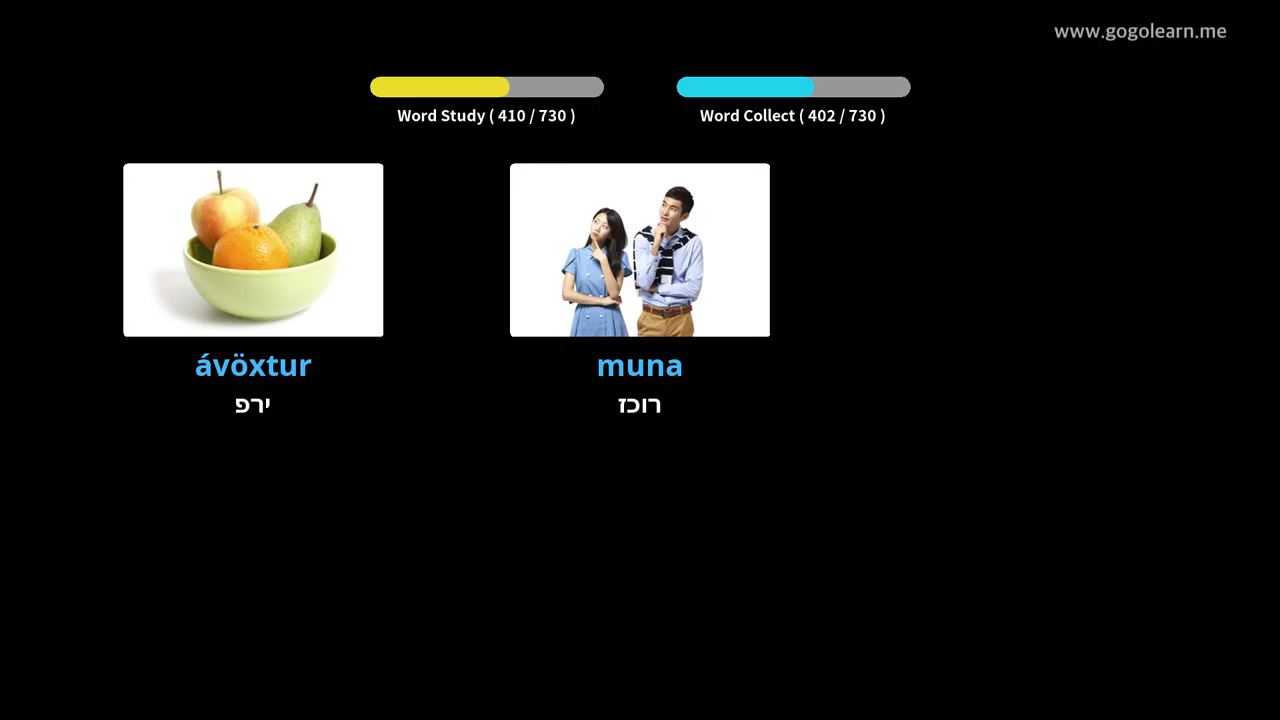 www.gogolearn.me
Word Study ( 410 / 730 )
Word Collect ( 402 / 730 )
ávöxtur
ירפ
muna
רוכז